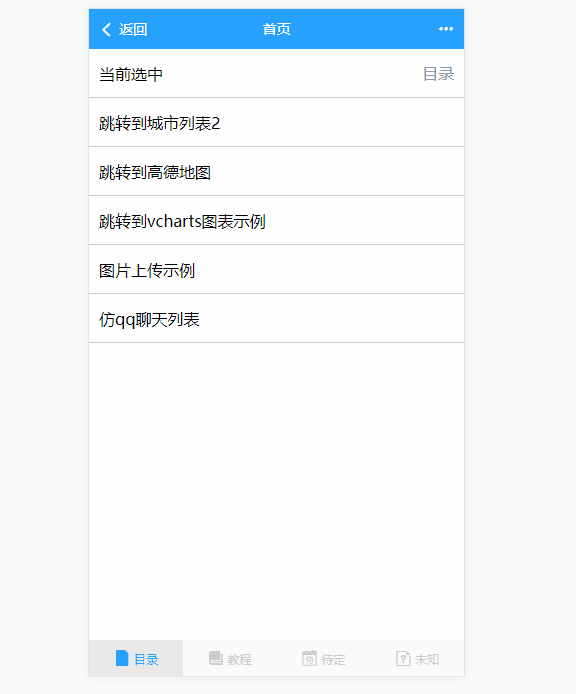 返回 首页 •••
当前选中 目录
跳转到城市列表2
跳转到高德地图
跳转到vcharts图表示例
图片上传示例
仿qq聊天列表
目录 教程 待定 未知